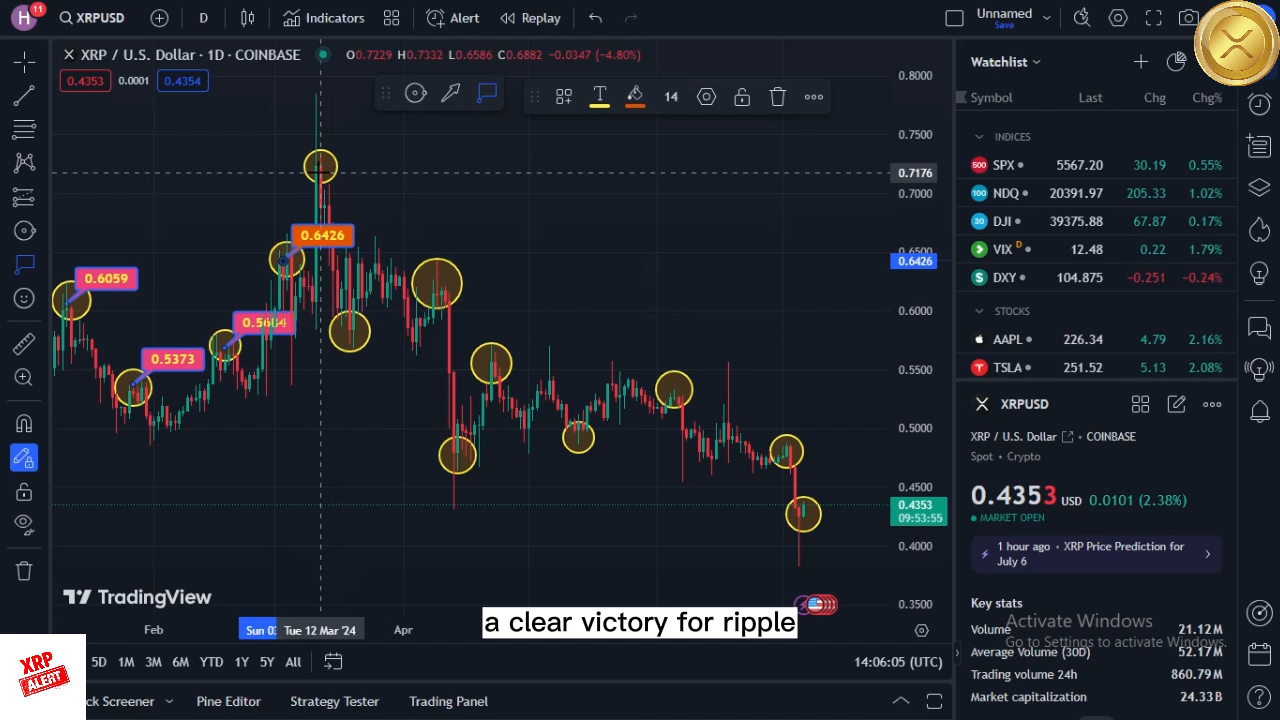 H
11
XRPUSD
D
Indicators
Alert
Replay
Unnamed
Save
XRP / U.S. Dollar · 1D · COINBASE
O0.7229 H0.7332 L0.6586 C0.6882 -0.0347 (-4.80%)
0.4353
0.0001
0.4354
T
14
0.8000
0.7500
0.7176
0.7000
0.6500
0.6426
0.6000
0.5500
0.5000
0.4500
0.4353
09:53:55
0.4000
0.3500
0.6059
0.5373
0.6426
TradingView
a clear victory for ripple
Feb
Tue 12 Mar '24
Apr
XRP
ALERT
5D 1M 3M 6M YTD 1Y 5Y All
14:06:05 (UTC)
Screener
Pine Editor
Strategy Tester
Trading Panel
Watchlist
Symbol Last Chg Chg%
INDICES
500 SPX 5567.20 30.19 0.55%
100 NDQ 20391.97 205.33 1.02%
30 DJI 39375.88 67.87 0.17%
VIX D 12.48 0.22 1.79%
$ DXY 104.875 -0.251 -0.24%
STOCKS
AAPL 226.34 4.79 2.16%
TSLA 251.52 5.13 2.08%
XRPUSD
XRP / U.S. Dollar · COINBASE
Spot · Crypto
0.4353 USD 0.0101 (2.38%)
MARKET OPEN
1 hour ago · XRP Price Prediction for
July 6
Key stats
Activate Windows
Go to Settings to activate Windows.
Volume 21.12M
Average Volume (30D) 52.17M
Trading volume 24h 860.79M
Market capitalization 24.33B